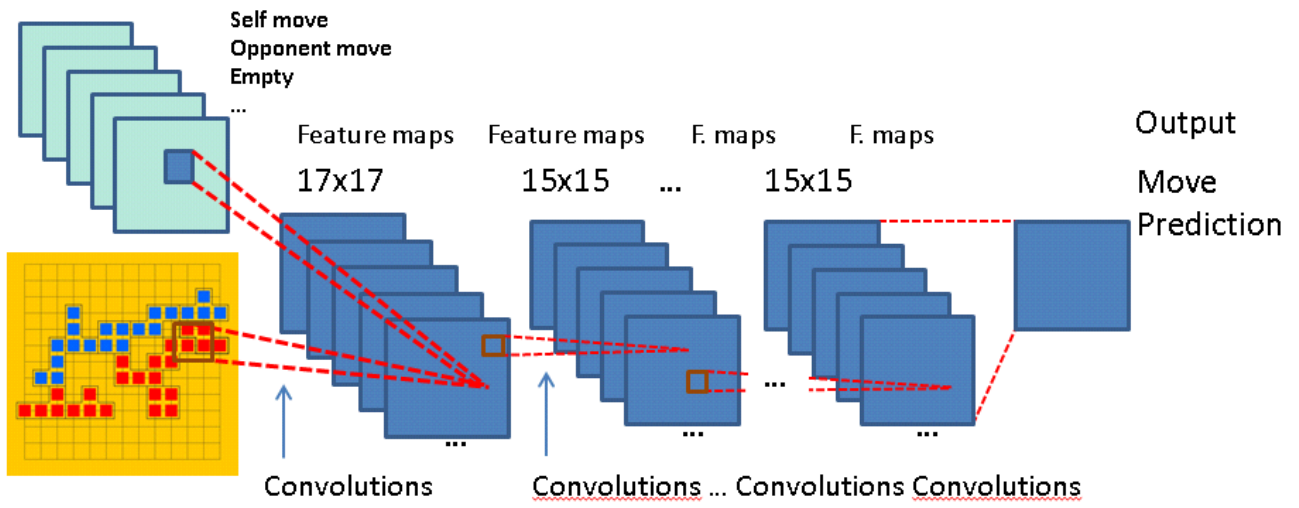 Self move
Opponent move
Empty
...
Feature maps Feature maps F. maps F. maps
17x17 15x15 ... 15x15
Output
Move
Prediction
...
...
...
...
Convolutions Convolutions ... Convolutions Convolutions